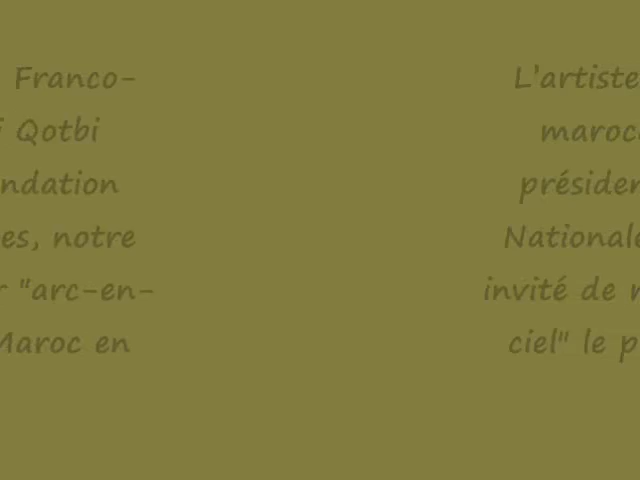 Franco-
Qotbi
ndation
es, notre
"arc-en-
Maroc en
L'artiste
maroc
présiden
National
invité de
ciel" le p